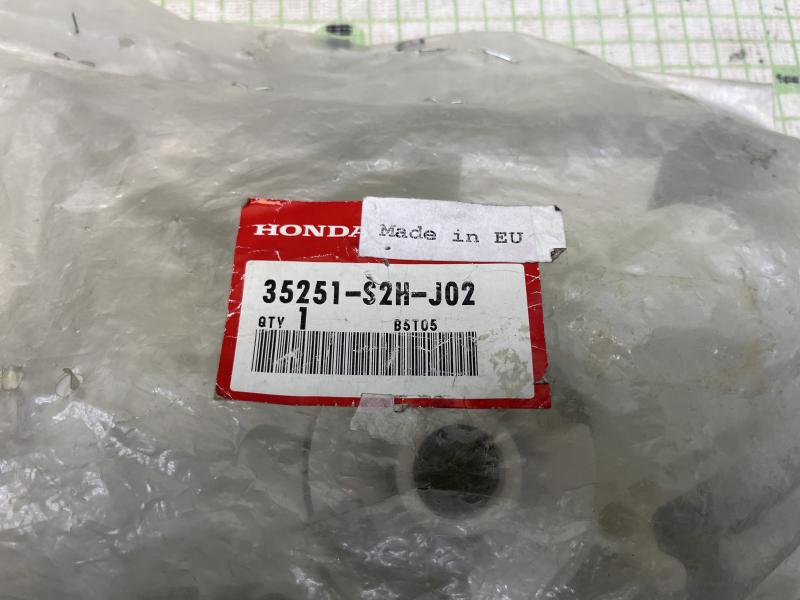 HONDA
Made in EU
35251-S2H-J02
QTY 1 B5T05